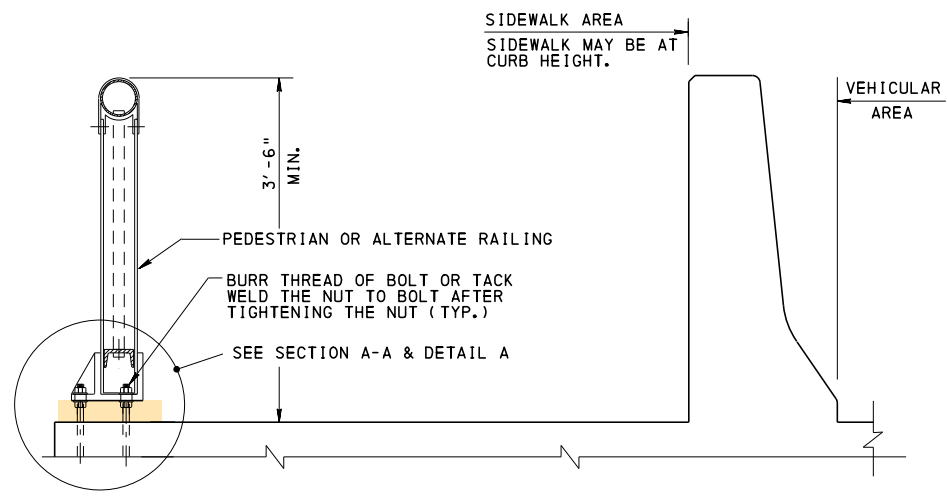 SIDEWALK AREA
SIDEWALK MAY BE AT
CURB HEIGHT.
VEHICULAR
AREA
3'-6"
MIN.
PEDESTRIAN OR ALTERNATE RAILING
BURR THREAD OF BOLT OR TACK
WELD THE NUT TO BOLT AFTER
TIGHTENING THE NUT (TYP.)
SEE SECTION A-A & DETAIL A